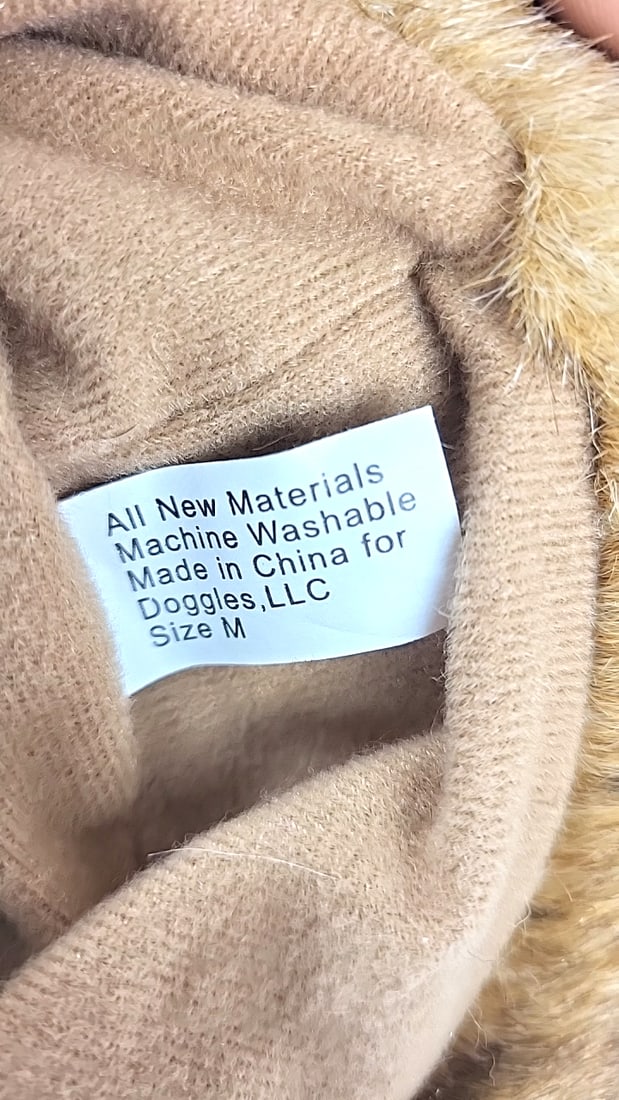 All New Materials
Machine Washable
Made in China for
Doggles,LLC
Size M